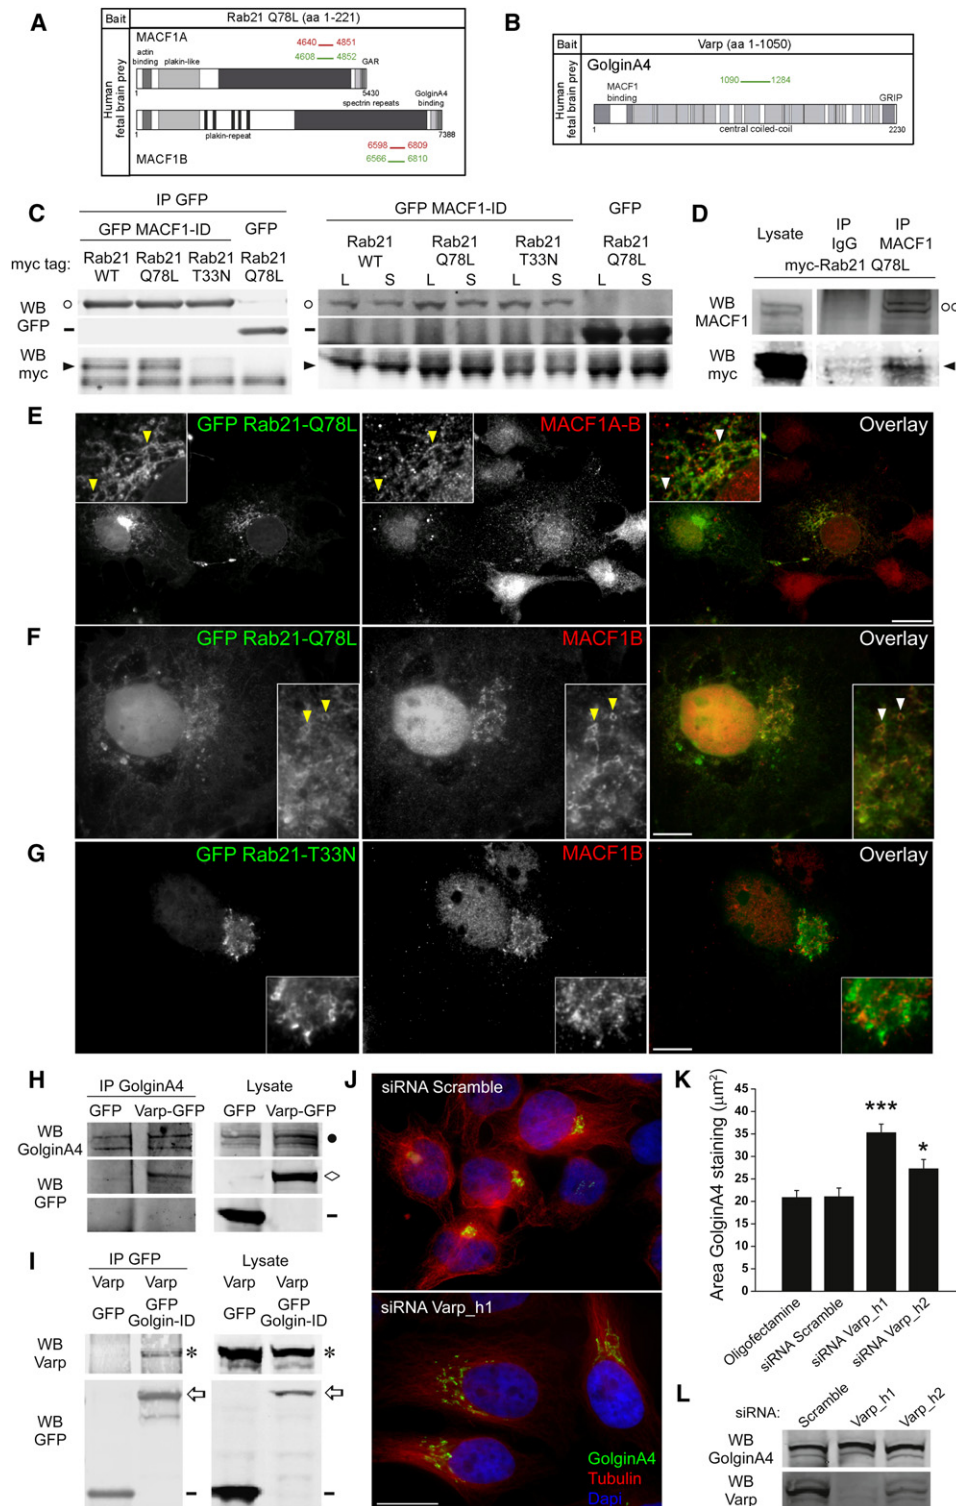 A
Bait
Rab21 Q78L (aa 1-221)
Human
fetal brain prey
MACF1A
4640 4851
4608 4852
actin
binding
plakin-like
GAR
1
5430
spectrin repeats
GolginA4
binding
1
plakin-repeat
7388
6598 6809
6566 6810
MACF1B
B
Bait
Varp (aa 1-1050)
Human
fetal brain prey
GolginA4
1090 1284
MACF1
binding
GRIP
1
central coiled-coil
2230
C
IP GFP
GFP MACF1-ID
GFP
myc tag:
Rab21
WT
Rab21
Q78L
Rab21
T33N
Rab21
Q78L
WB
GFP
WB
myc
GFP MACF1-ID
GFP
Rab21
WT
Rab21
Q78L
Rab21
T33N
Rab21
Q78L
L S L S L S L S
D
Lysate
IP
IgG
IP
MACF1
myc-Rab21 Q78L
WB
MACF1
WB
myc
E
GFP Rab21-Q78L
MACF1A-B
Overlay
F
GFP Rab21-Q78L
MACF1B
Overlay
G
GFP Rab21-T33N
MACF1B
Overlay
H
IP GolginA4
Lysate
GFP Varp-GFP
GFP Varp-GFP
WB
GolginA4
WB
GFP
I
IP GFP
Lysate
Varp Varp
Varp Varp
GFP
GFP
Golgin-ID
GFP
GFP
Golgin-ID
WB
Varp
*
*
WB
GFP
J
siRNA Scramble
siRNA Varp_h1
GolginA4
Tubulin
Dapi
K
Area GolginA4 staining (µm²)
45
40
35
30
25
20
15
10
5
0
***
*
Oligofectamine
siRNA Scramble
siRNA Varp_h1
siRNA Varp_h2
L
siRNA:
Scramble
Varp_h1
Varp_h2
WB
GolginA4
WB
Varp